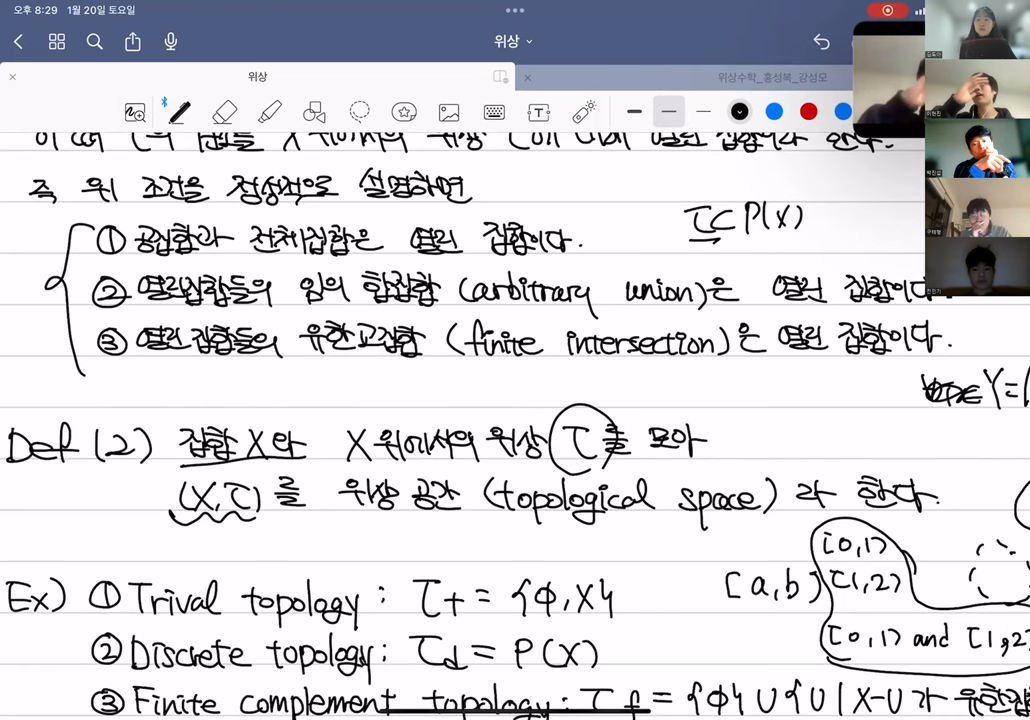 오후 8:29 1월 20일 토요일
위상
위상
위상수학_홍성복_강성모
즉 위 조건을 정성적으로 설명하면
τ⊂P(X)
① 공집합과 전체집합은 열린 집합이다.
② 열린집합들의 임의 합집합 (arbitrary union)은 열린 집합이다
③ 열린집합들의 유한교집합 (finite intersection)은 열린 집합이다.
Y=
Def (2) 집합 X와 X위에서의 위상 τ를 모아
(X,τ)를 위상 공간 (topological space) 라 한다.
[0,1)
[a,b) [1,2)
[0,1) and [1,2)
Ex) ① Trival topology: τt = {Φ,X}
② Discrete topology: τd = P(X)
③ Finite complement topology: τf = {Φ}∪{U|X-U가 유한집